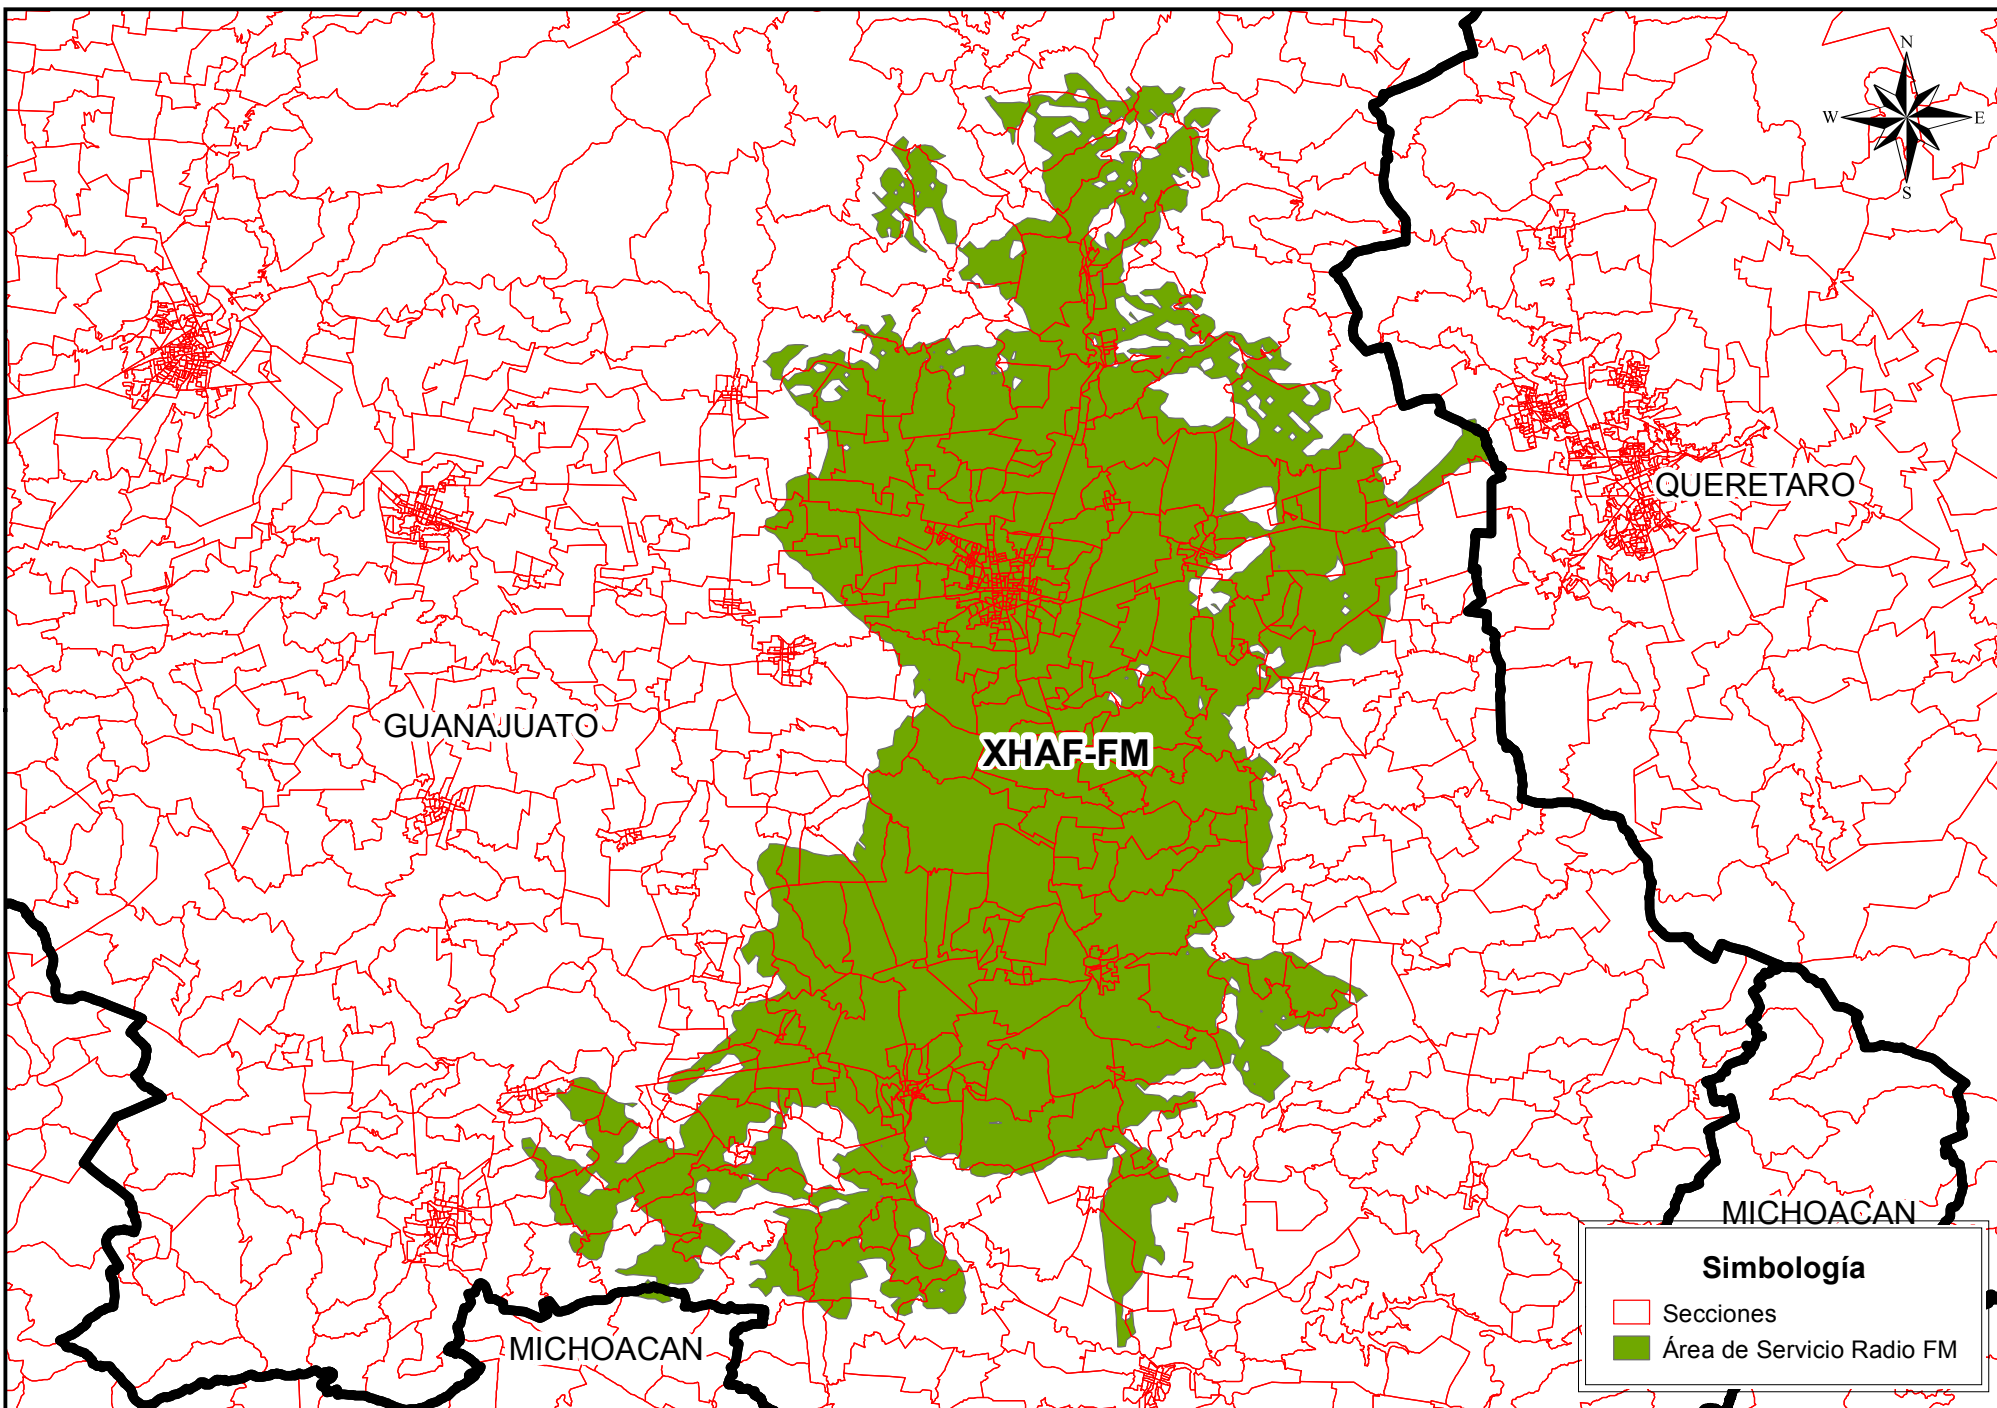 N
W
E
S
QUERETARO
GUANAJUATO
XHAF-FM
MICHOACAN
MICHOACAN
Simbología
Secciones
Área de Servicio Radio FM